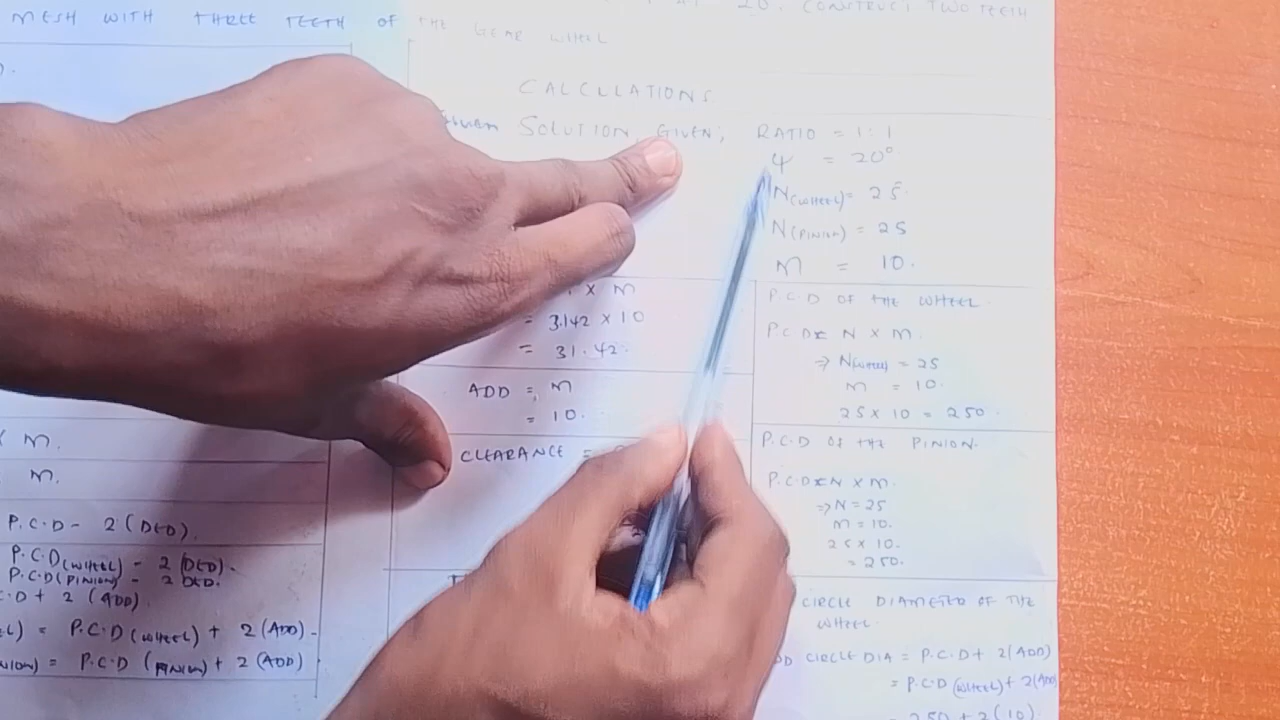 20°. CONSTRUCT TWO TEETH
MESH WITH THREE TEETH OF THE GEAR WHEEL
CALCULATIONS
SOLUTION GIVEN; RATIO = 1:1
Ψ = 20°
N(WHEEL) = 25.
N(PINION) = 25
M = 10.
X M
= 3.142 X 10
= 31.42.
ADD = M
= 10.
CLEARANCE =
P.C.D OF THE WHEEL
P.C.D = N X M.
⇒ N(WHEEL) = 25
M = 10.
25 X 10 = 250.
P.C.D OF THE PINION.
P.C.D = N X M.
⇒ N = 25
M = 10.
25 X 10.
= 250.
CIRCLE DIAMETER OF THE
WHEEL.
CIRCLE DIA = P.C.D + 2(ADD)
= P.C.D (WHEEL) + 2(ADD)
= 250 + 2(10).
X M.
M.
P.C.D - 2(DED).
P.C.D(WHEEL) - 2(DED).
P.C.D(PINION) - 2 DED.
C.D + 2(ADD)
= P.C.D(WHEEL) + 2(ADD).
= P.C.D (PINION) + 2(ADD)